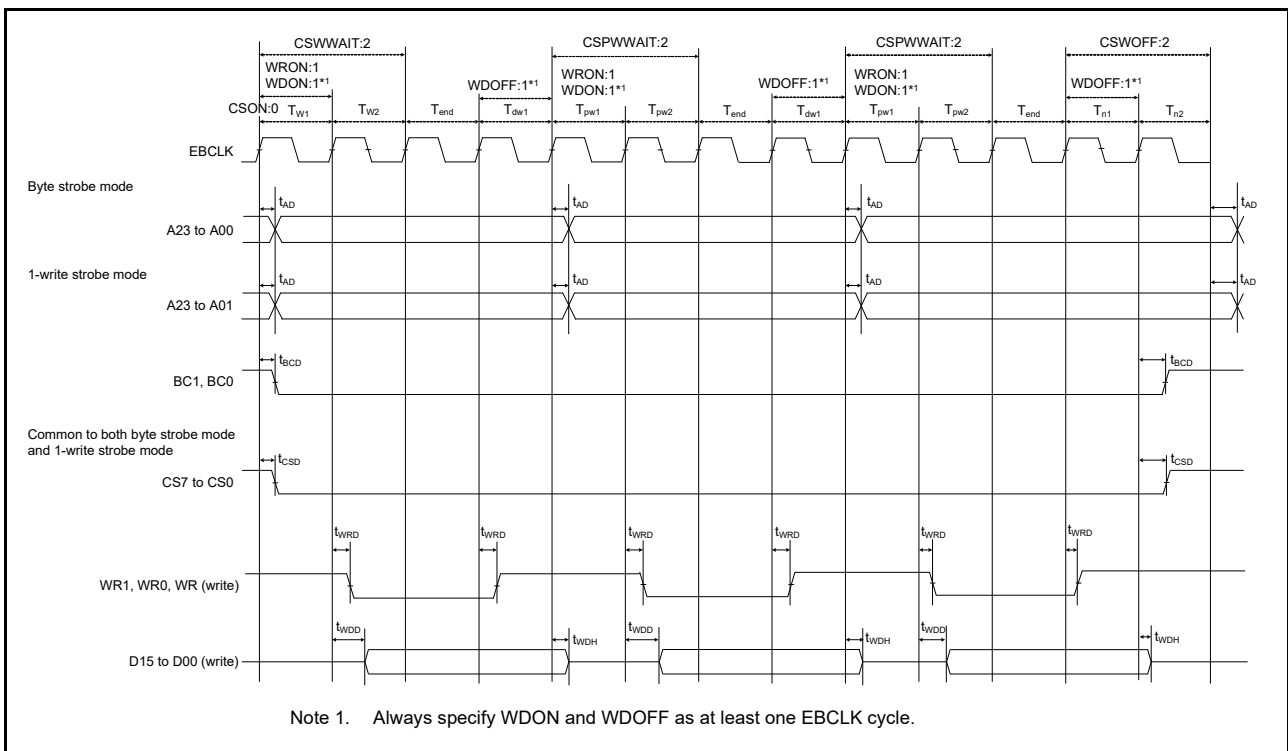 CSWWAIT:2 CSPWWAIT:2 CSPWWAIT:2 CSWOFF:2
WRON:1 WRON:1 WRON:1
WDON:1*1 WDOFF:1*1 WDON:1*1 WDOFF:1*1 WDON:1*1 WDOFF:1*1
CSON:0 TW1 TW2 Tend Tdw1 Tpw1 Tpw2 Tend Tdw1 Tpw1 Tpw2 Tend Tn1 Tn2
EBCLK
Byte strobe mode
tAD tAD tAD tAD
A23 to A00
1-write strobe mode
tAD tAD tAD tAD
A23 to A01
tBCD tBCD
BC1, BC0
Common to both byte strobe mode
and 1-write strobe mode
tCSD tCSD
CS7 to CS0
tWRD tWRD tWRD tWRD tWRD tWRD
WR1, WR0, WR (write)
tWDD tWDH tWDD tWDH tWDD tWDH
D15 to D00 (write)
Note 1. Always specify WDON and WDOFF as at least one EBCLK cycle.